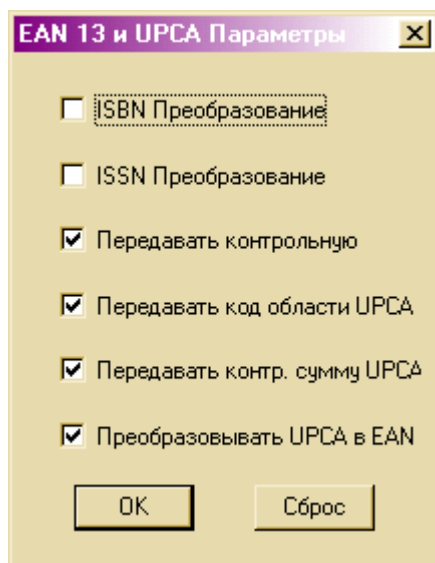 EAN 13 и UPCA Параметры
ISBN Преобразование
ISSN Преобразование
Передавать контрольную
Передавать код области UPCA
Передавать контр. сумму UPCA
Преобразовывать UPCA в EAN
OK
Сброс